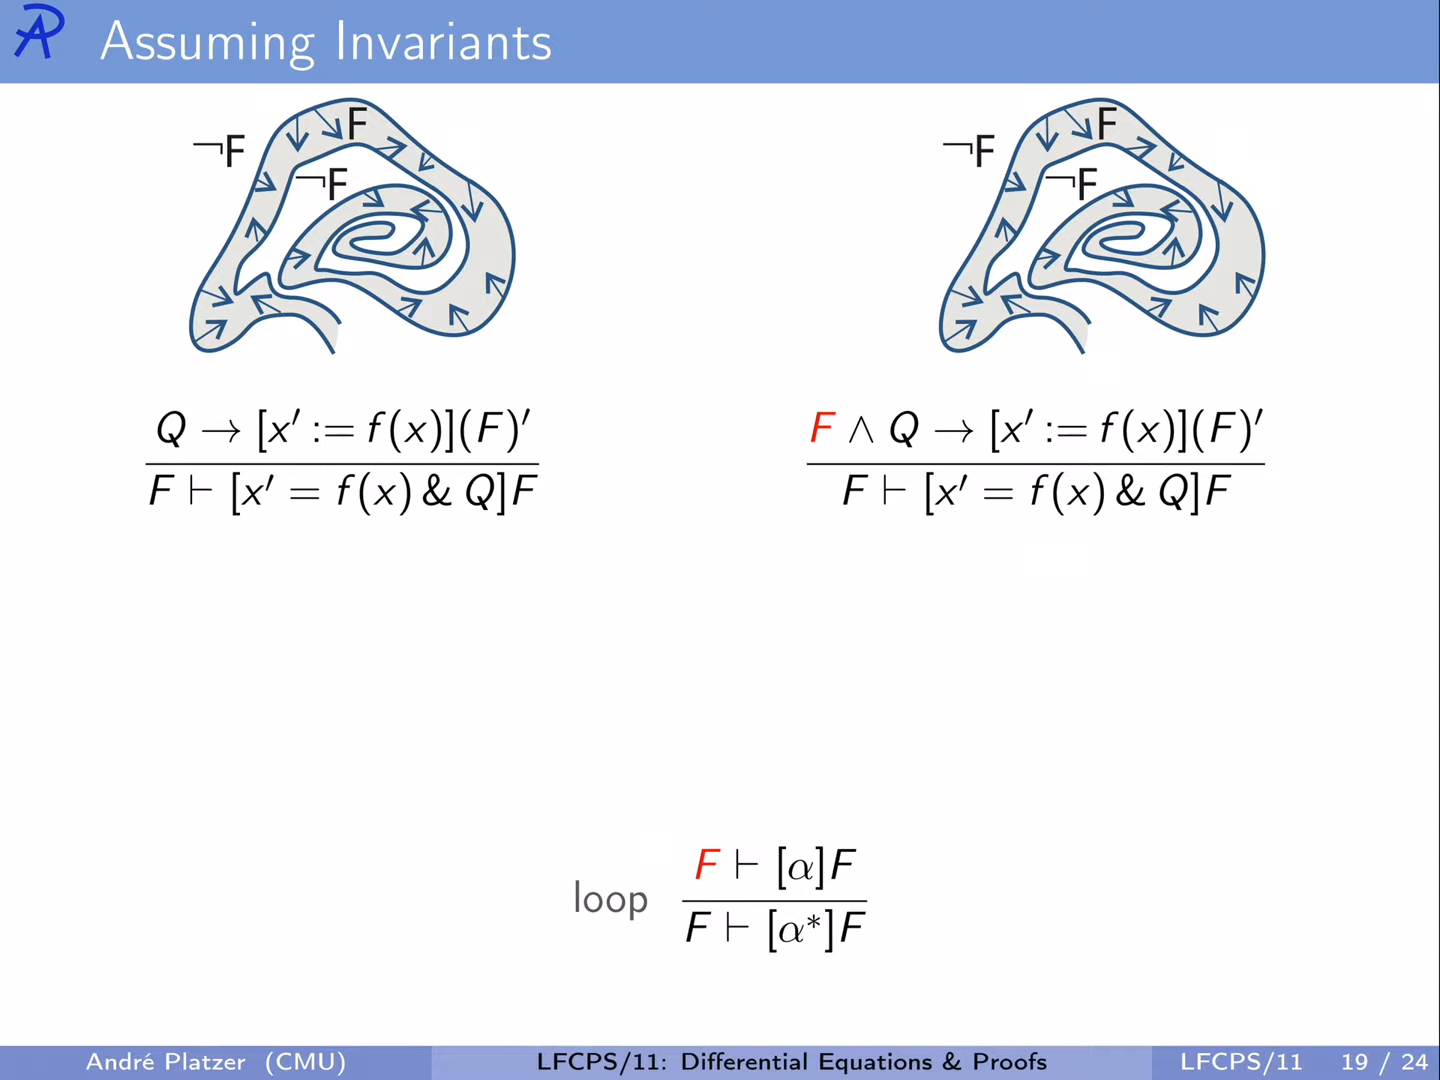 Assuming Invariants
¬F F ¬F
¬F F ¬F
Q → [x′ := f(x)](F)′
F ⊢ [x′ = f(x) & Q]F
F ∧ Q → [x′ := f(x)](F)′
F ⊢ [x′ = f(x) & Q]F
loop
F ⊢ [α]F
F ⊢ [α*]F
André Platzer (CMU) LFCPS/11: Differential Equations & Proofs LFCPS/11 19 / 24